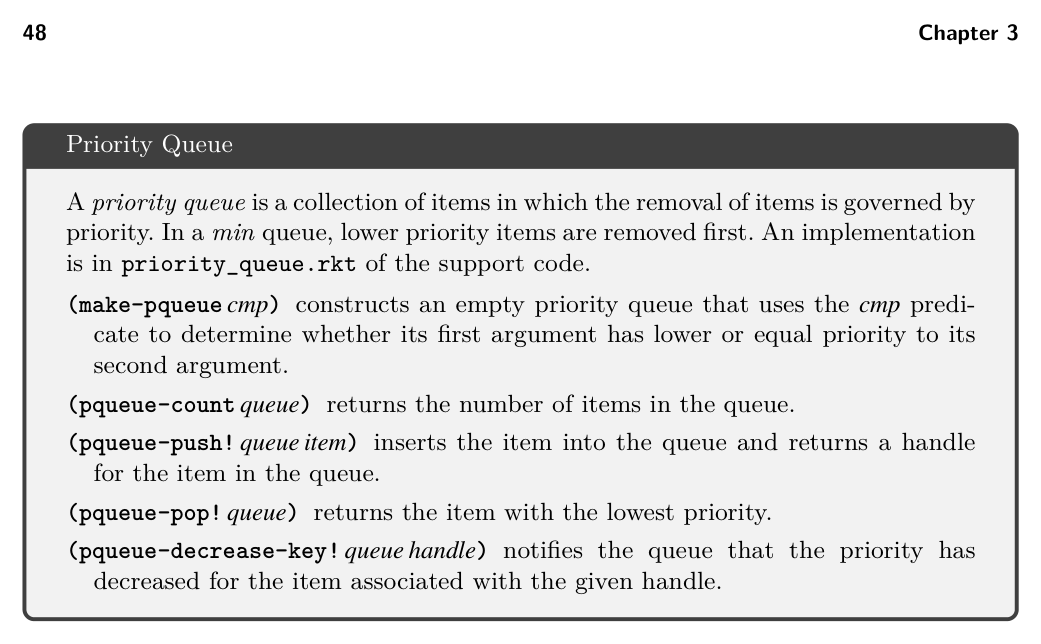 48
Chapter 3
Priority Queue
A priority queue is a collection of items in which the removal of items is governed by
priority. In a min queue, lower priority items are removed first. An implementation
is in priority_queue.rkt of the support code.
(make-pqueue cmp) constructs an empty priority queue that uses the cmp predi-
cate to determine whether its first argument has lower or equal priority to its
second argument.
(pqueue-count queue) returns the number of items in the queue.
(pqueue-push! queue item) inserts the item into the queue and returns a handle
for the item in the queue.
(pqueue-pop! queue) returns the item with the lowest priority.
(pqueue-decrease-key! queue handle) notifies the queue that the priority has
decreased for the item associated with the given handle.